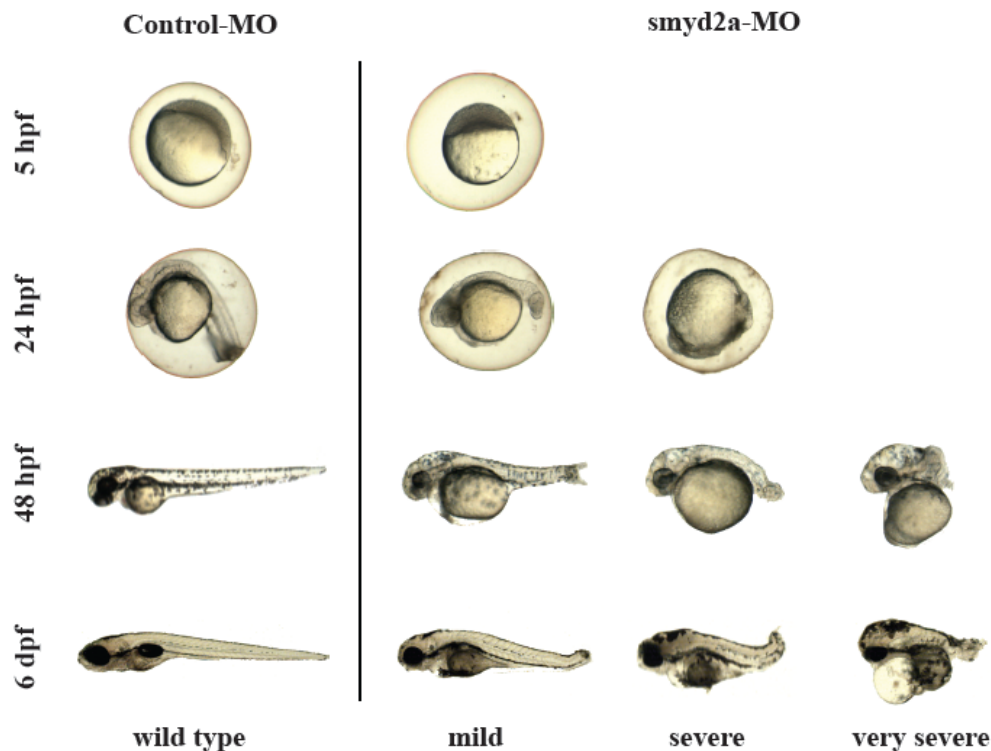 Control-MO
smyd2a-MO
5 hpf
24 hpf
48 hpf
6 dpf
wild type
mild
severe
very severe